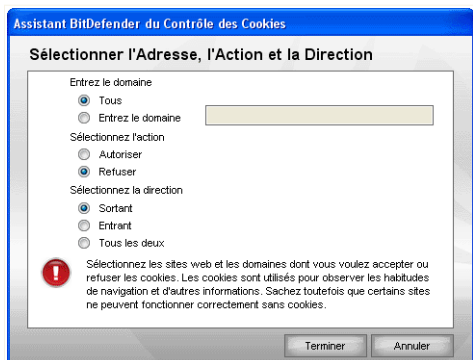 Assistant BitDefender du Contrôle des Cookies
Sélectionner l'Adresse, l'Action et la Direction
Entrez le domaine
Tous
Entrez le domaine
Sélectionnez l'action
Autoriser
Refuser
Sélectionnez la direction
Sortant
Entrant
Tous les deux
Sélectionnez les sites web et les domaines dont vous voulez accepter ou
refuser les cookies. Les cookies sont utilisés pour observer les habitudes
de navigation et d'autres informations. Sachez toutefois que certains sites
ne peuvent fonctionner correctement sans cookies.
Terminer
Annuler